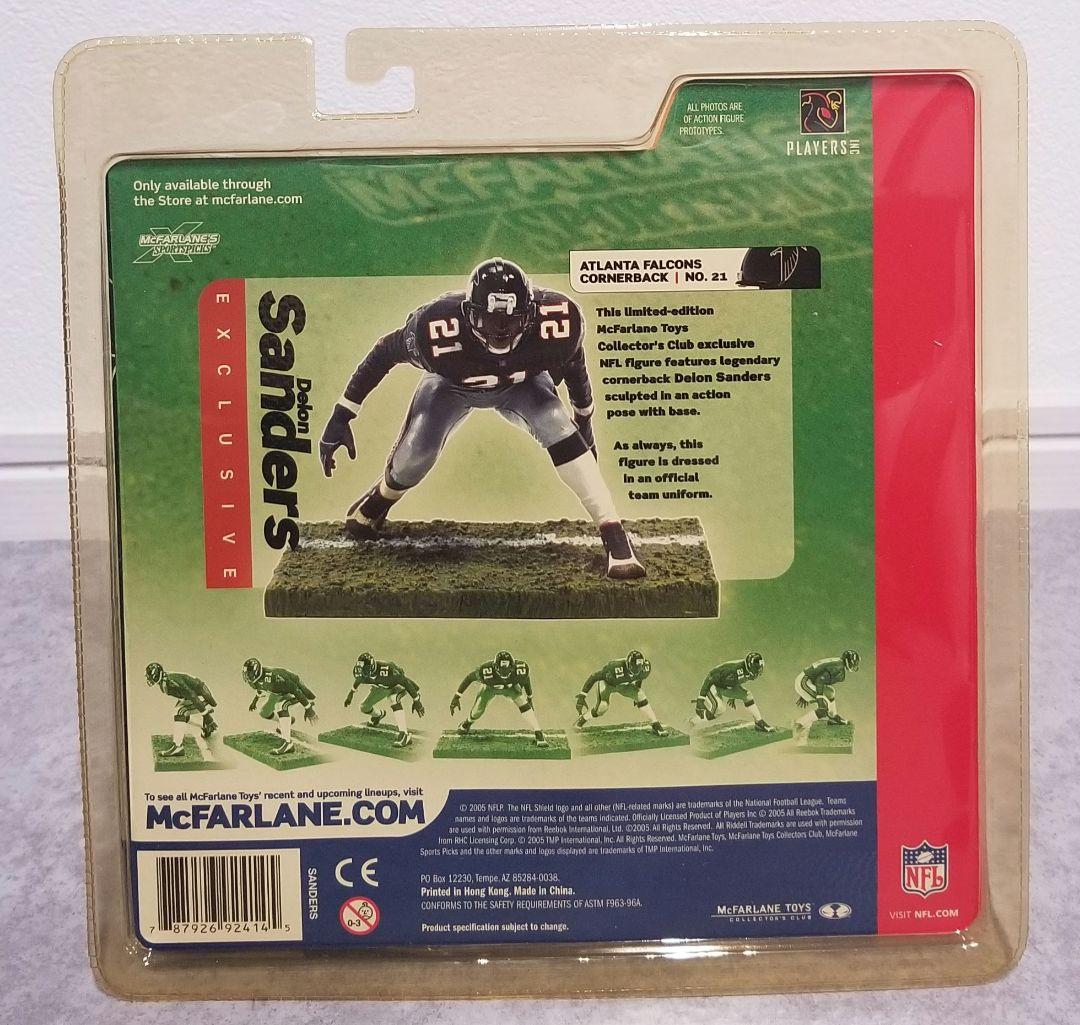 ALL PHOTOS ARE
OF ACTION FIGURE
PROTOTYPES.
PLAYERS INC
Only available through
the Store at mcfarlane.com
McFARLANE'S
SPORTSPICKS
EXCLUSIVE
Deion
Sanders
ATLANTA FALCONS
CORNERBACK | NO. 21
21
21
21
This limited-edition
McFarlane Toys
Collector's Club exclusive
NFL figure features legendary
cornerback Deion Sanders
sculpted in an action
pose with base.
As always, this
figure is dressed
in an official
team uniform.
To see all McFarlane Toys' recent and upcoming lineups, visit
McFARLANE.COM
© 2005 NFLP. The NFL Shield logo and all other (NFL-related marks) are trademarks of the National Football League. Teams
names and logos are trademarks of the teams indicated. Officially Licensed Product of Players Inc © 2005 All Reebok Trademarks
are used with permission from Reebok International, Ltd. ©2005. All Rights Reserved. All Riddell Trademarks are used with permission
from RHC Licensing Corp. © 2005 TMP International, Inc. All Rights Reserved. McFarlane Toys, McFarlane Toys Collectors Club, McFarlane
Sports Picks and the other marks and logos displayed are trademarks of TMP International, Inc.
7 87926 92414 5
SANDERS
CE
0-3
PO Box 12230, Tempe, AZ 85284-0038.
Printed in Hong Kong. Made in China.
CONFORMS TO THE SAFETY REQUIREMENTS OF ASTM F963-96A.
Product specification subject to change.
McFARLANE TOYS
COLLECTOR'S CLUB
NFL
VISIT NFL.COM